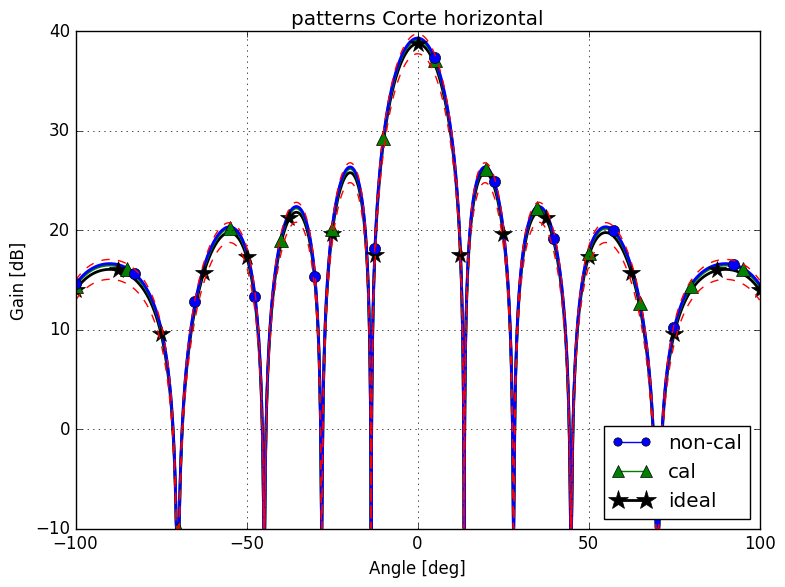 patterns Corte horizontal
40
30
20
10
0
−10
−100
−50
0
50
100
Gain [dB]
Angle [deg]
non-cal
cal
ideal